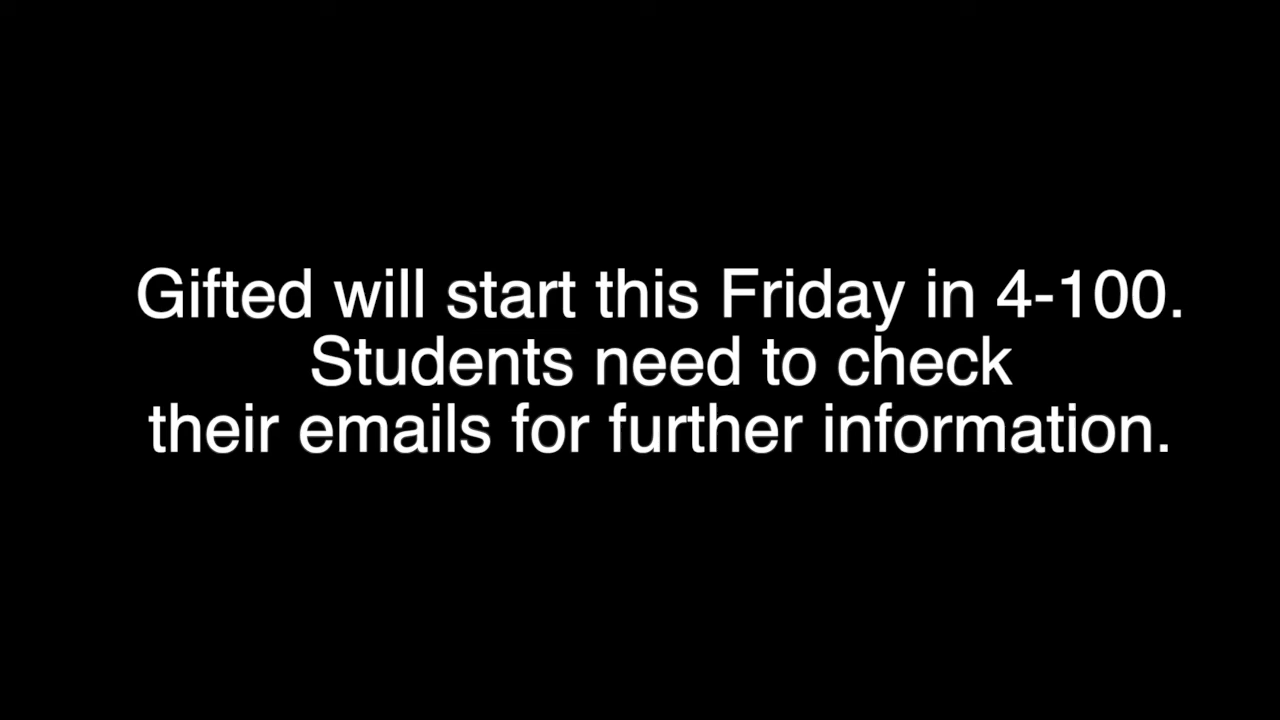 Gifted will start this Friday in 4-100.
Students need to check
their emails for further information.